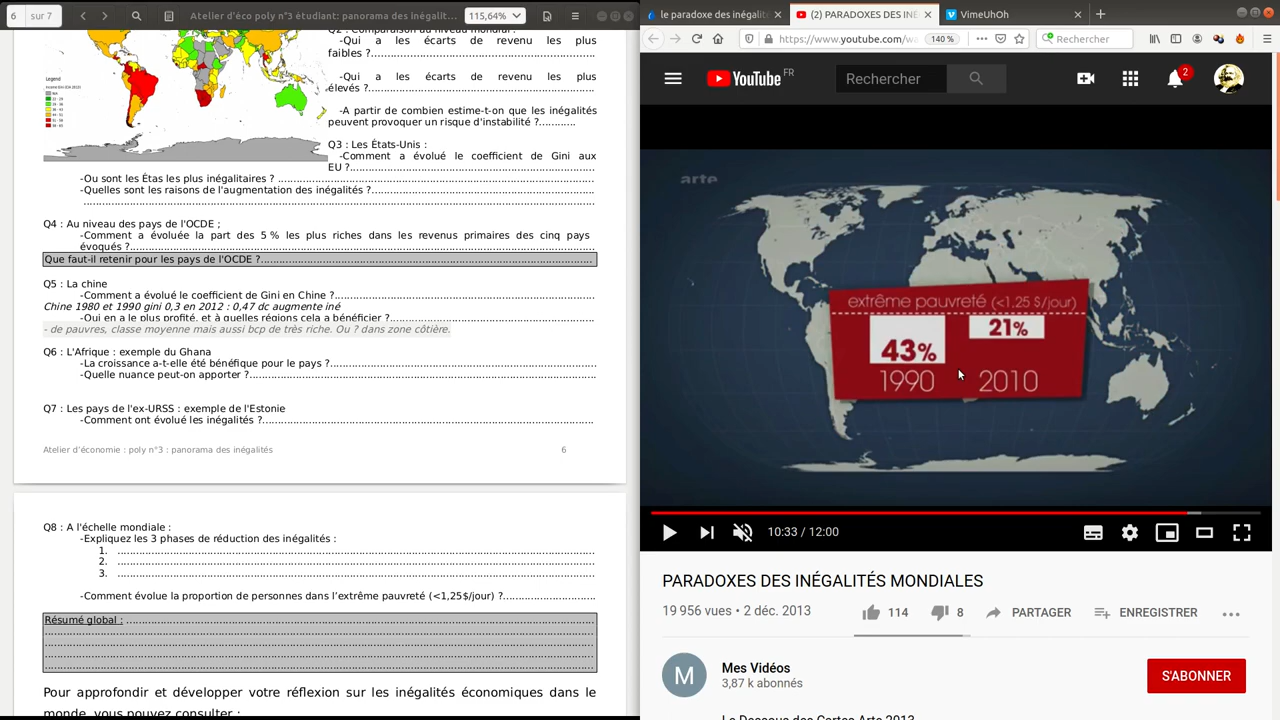 6 sur 7
Atelier d'éco poly n°3 étudiant: panorama des inégalit...
115,64%
Q2 : Comparaison au niveau mondial :
-Qui a les écarts de revenu les plus
faibles ?
-Qui a les écarts de revenu les plus
élevés ?
-A partir de combien estime-t-on que les inégalités
peuvent provoquer un risque d'instabilité ?............
Legend
Q3 : Les États-Unis :
-Comment a évolué le coefficient de Gini aux
EU ?
-Ou sont les Étas les plus inégalitaires ?
-Quelles sont les raisons de l'augmentation des inégalités ?
Q4 : Au niveau des pays de l'OCDE ;
-Comment a évoluée la part des 5 % les plus riches dans les revenus primaires des cinq pays
évoqués ?
Que faut-il retenir pour les pays de l'OCDE ?
Q5 : La chine
-Comment a évolué le coefficient de Gini en Chine ?
Chine 1980 et 1990 gini 0,3 en 2012 : 0,47 dc augmente iné
-Qui en a le plus profité, et à quelles régions cela a bénéficier ?
- de pauvres, classe moyenne mais aussi bcp de très riche. Ou ? dans zone côtière.
Q6 : L'Afrique : exemple du Ghana
-La croissance a-t-elle été bénéfique pour le pays ?
-Quelle nuance peut-on apporter ?
Q7 : Les pays de l'ex-URSS : exemple de l'Estonie
-Comment ont évolué les inégalités ?
Atelier d'économie : poly n°3 : panorama des inégalités 6
Q8 : A l'échelle mondiale :
-Expliquez les 3 phases de réduction des inégalités :
1.
2.
3.
-Comment évolue la proportion de personnes dans l'extrême pauvreté (<1,25$/jour) ?
Résumé global :
Pour approfondir et développer votre réflexion sur les inégalités économiques dans le
monde, vous pouvez consulter :
le paradoxe des inégalité
(2) PARADOXES DES INÉ
VimeUhOh
https://www.youtube.com/wa
140 %
Rechercher
YouTube FR
Rechercher
2
arte
extrême pauvreté (<1.25 $/jour)
43% 21%
1990 2010
10:33 / 12:00
PARADOXES DES INÉGALITÉS MONDIALES
19 956 vues • 2 déc. 2013
114 8 PARTAGER ENREGISTRER
M
Mes Vidéos
3,87 k abonnés
S'ABONNER
Le Dessous des Cartes Arte 2013